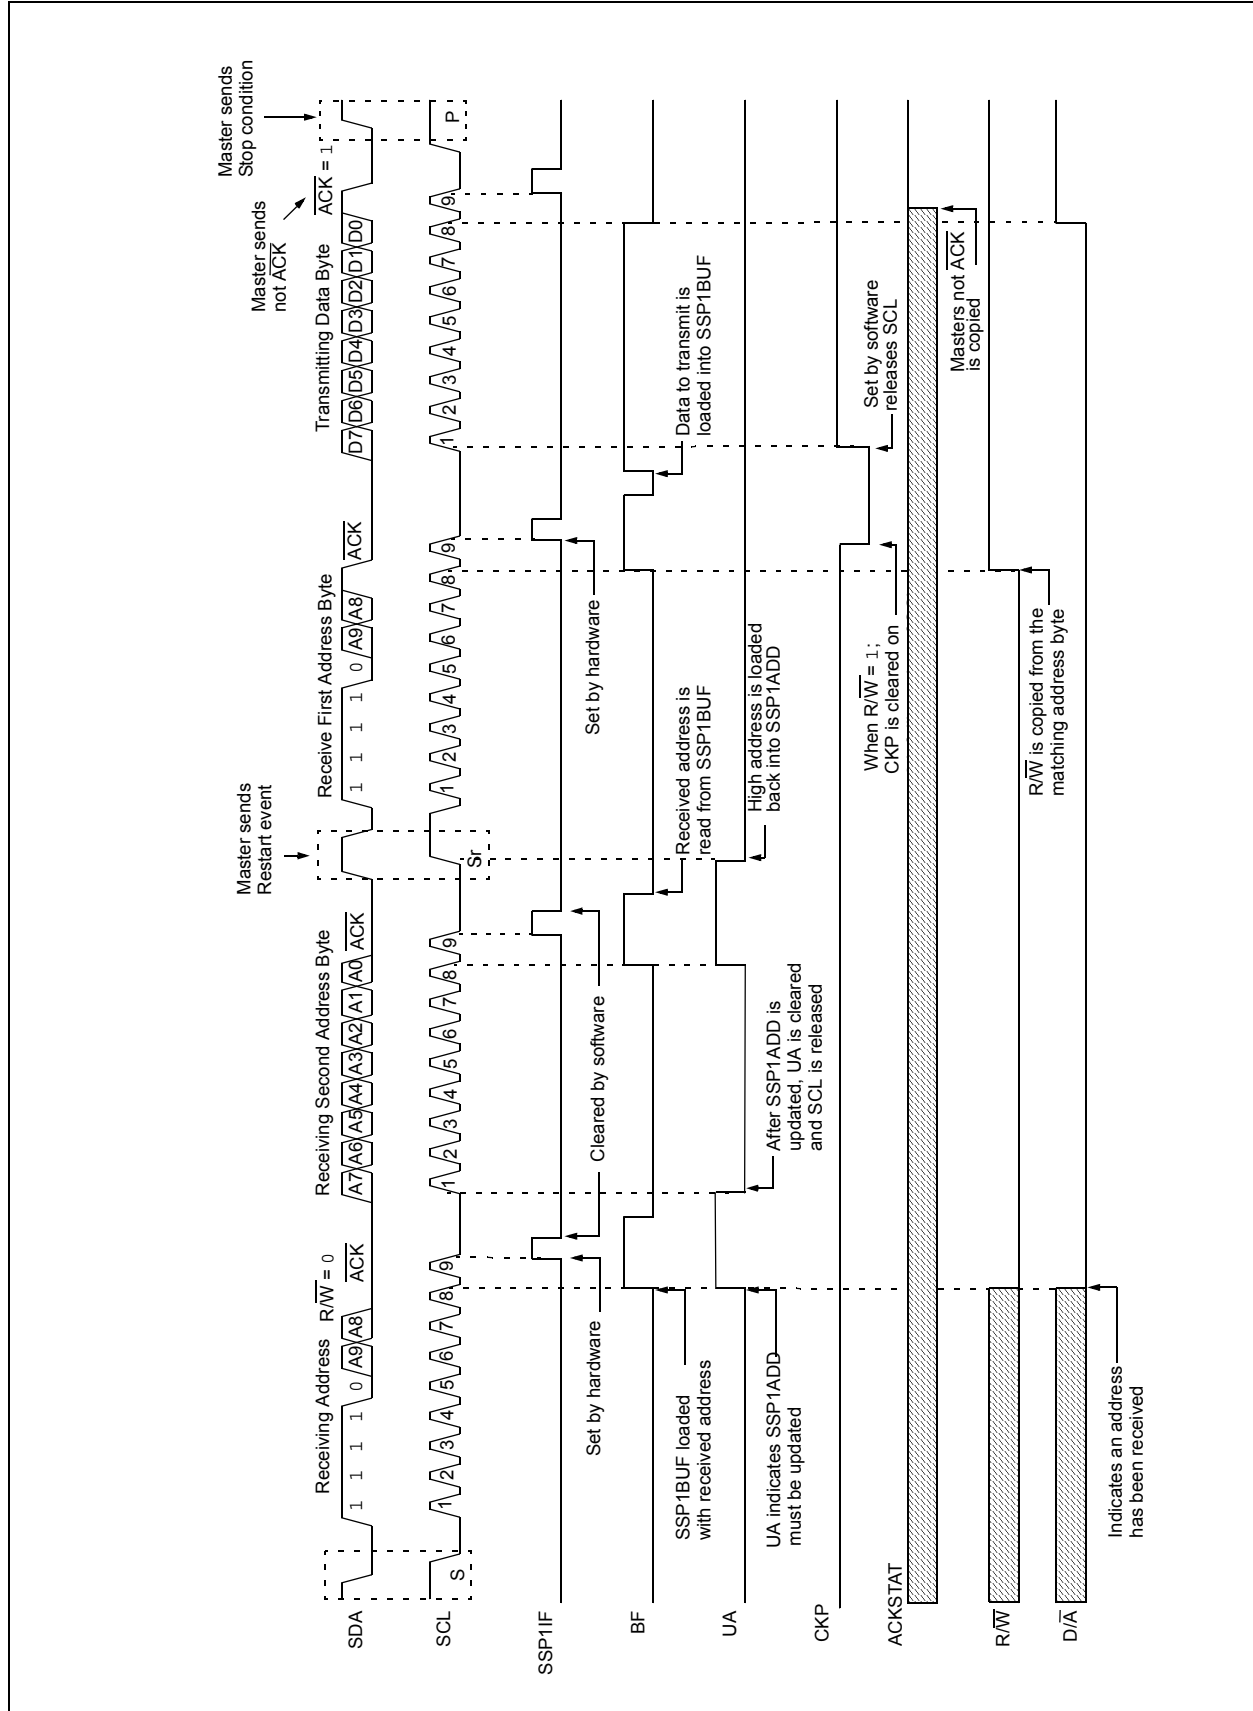 Master sends
Restart event
Master sends
Stop condition
Master sends
not ACK
Receiving Address R/W = 0
Receiving Second Address Byte
Receive First Address Byte
Transmitting Data Byte
ACK = 1
SDA
1 1 1 1 0 A9 A8 ACK
A7 A6 A5 A4 A3 A2 A1 A0 ACK
1 1 1 1 0 A9 A8 ACK
D7 D6 D5 D4 D3 D2 D1 D0
SCL
S
1 2 3 4 5 6 7 8 9
1 2 3 4 5 6 7 8 9
Sr
1 2 3 4 5 6 7 8 9
1 2 3 4 5 6 7 8 9
P
SSP1IF
Set by hardware
Cleared by software
Set by hardware
BF
SSP1BUF loaded
with received address
Received address is
read from SSP1BUF
Data to transmit is
loaded into SSP1BUF
UA
UA indicates SSP1ADD
must be updated
After SSP1ADD is
updated, UA is cleared
and SCL is released
High address is loaded
back into SSP1ADD
CKP
When R/W = 1;
CKP is cleared on
Set by software
releases SCL
ACKSTAT
Masters not ACK
is copied
R/W
R/W is copied from the
matching address byte
D/A
Indicates an address
has been received